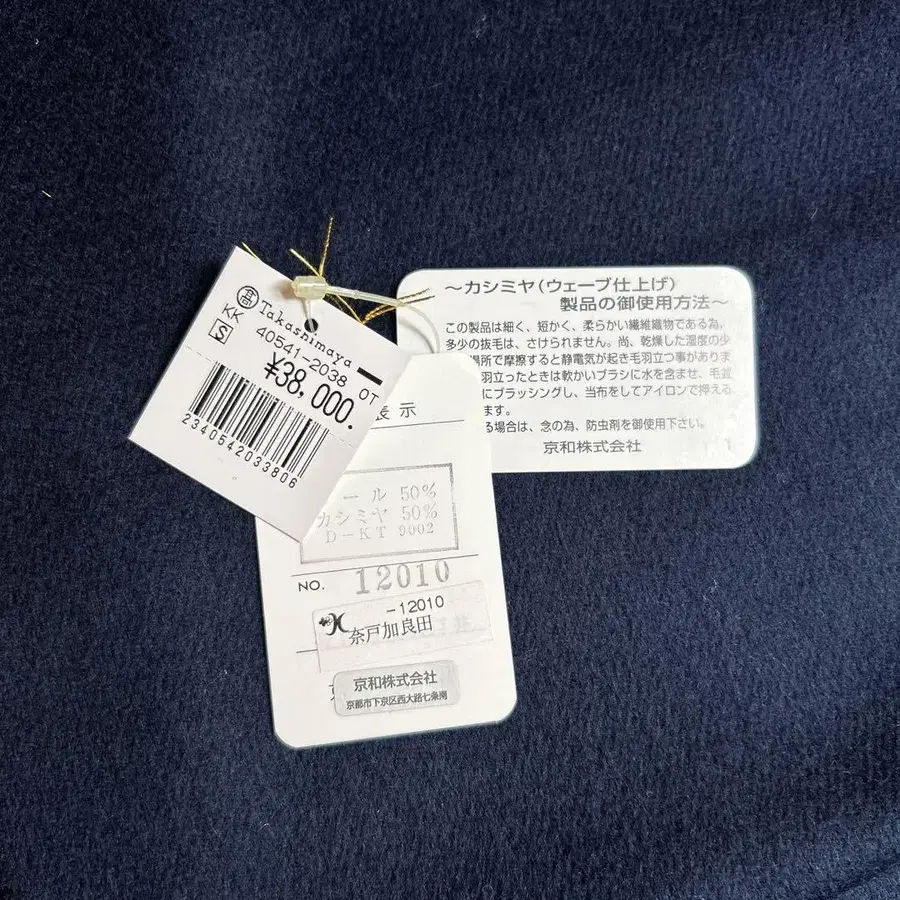 高 Takashimaya
KK
S
40541-2038
OT
¥38,000.
2340542033806
~カシミヤ(ウェーブ仕上げ)
製品の御使用方法~
この製品は細く、短かく、柔らかい繊維織物である為、
多少の抜毛は、さけられません。尚、乾燥した温度の少
場所で摩擦すると静電気が起き毛羽立つ事がありま
羽立ったときは軟かいブラシに水を含ませ、毛並
にブラッシングし、当布をしてアイロンで押える
ます。
る場合は、念の為、防虫剤を御使用下さい。
京和株式会社
表示
ール 50%
カシミヤ 50%
D-KT 9002
NO. 12010
-12010
奈戸加良田
京和株式会社
京都市下京区西大路七条南